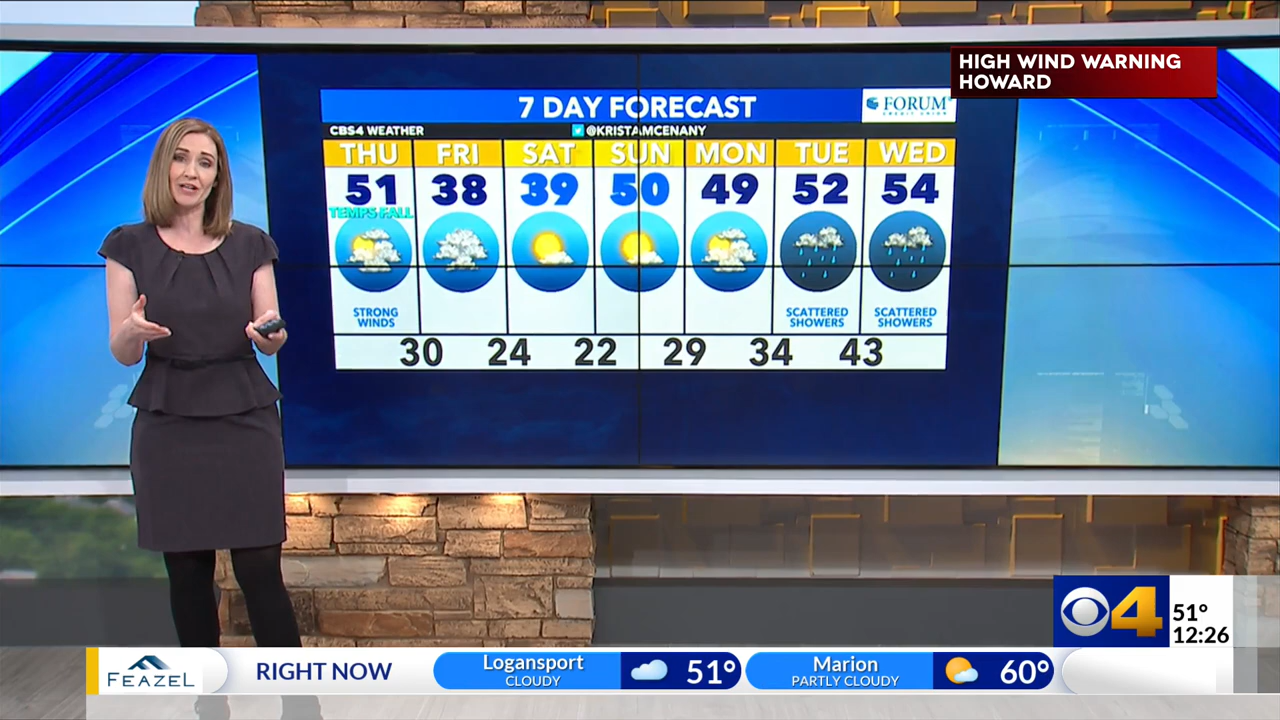 HIGH WIND WARNING
HOWARD
7 DAY FORECAST
FORUM
CREDIT UNION
CBS4 WEATHER
@KRISTAMCENANY
THU FRI SAT SUN MON TUE WED
51 38 39 50 49 52 54
TEMPS FALL
STRONG WINDS
SCATTERED SHOWERS
SCATTERED SHOWERS
30 24 22 29 34 43
4
51°
12:26
FEAZEL
RIGHT NOW
Logansport
CLOUDY
51°
Marion
PARTLY CLOUDY
60°